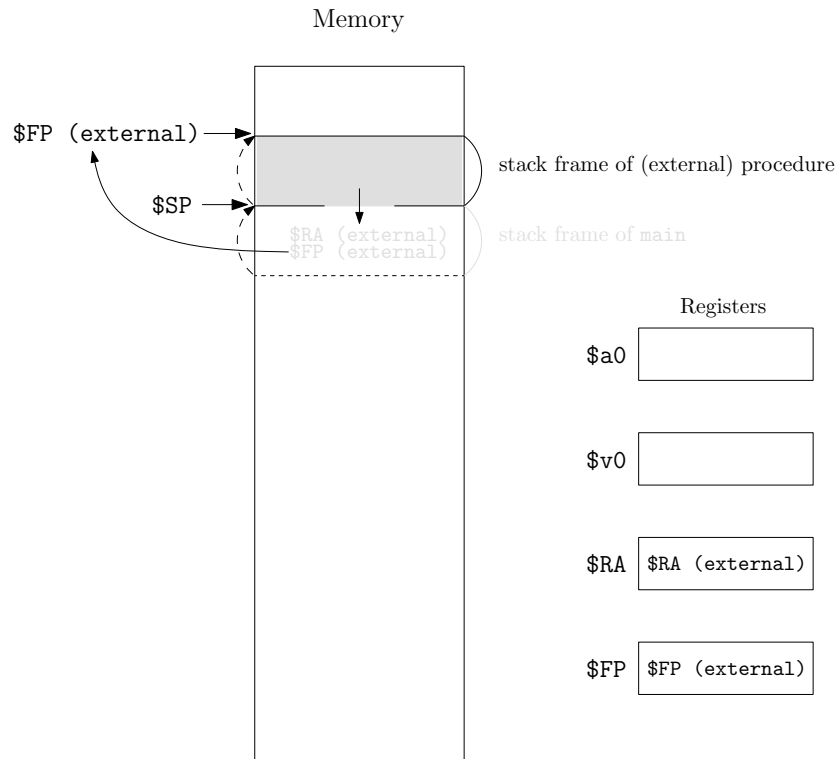 Memory
$FP (external)
stack frame of (external) procedure
$SP
$RA (external)
stack frame of main
$FP (external)
Registers
$a0
$v0
$RA $RA (external)
$FP $FP (external)